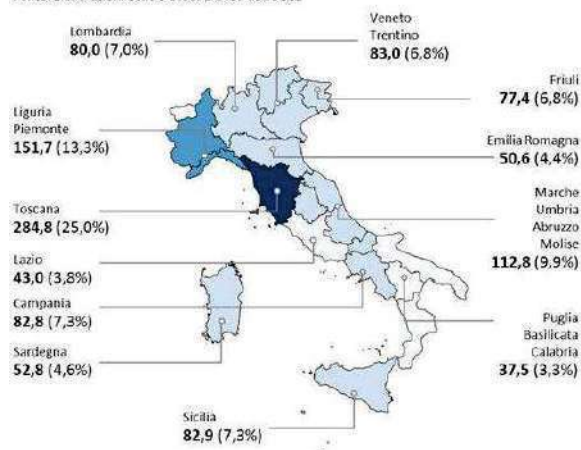 Lombardia
80,0 (7,0%)
Veneto
Trentino
83,0 (6,8%)
Friuli
77,4 (6,8%)
Liguria
Piemonte
151,7 (13,3%)
Emilia Romagna
50,6 (4,4%)
Toscana
284,8 (25,0%)
Marche
Umbria
Abruzzo
Molise
112,8 (9,9%)
Lazio
43,0 (3,8%)
Campania
82,8 (7,3%)
Sardegna
52,8 (4,6%)
Puglia
Basilicata
Calabria
37,5 (3,3%)
Sicilia
82,9 (7,3%)